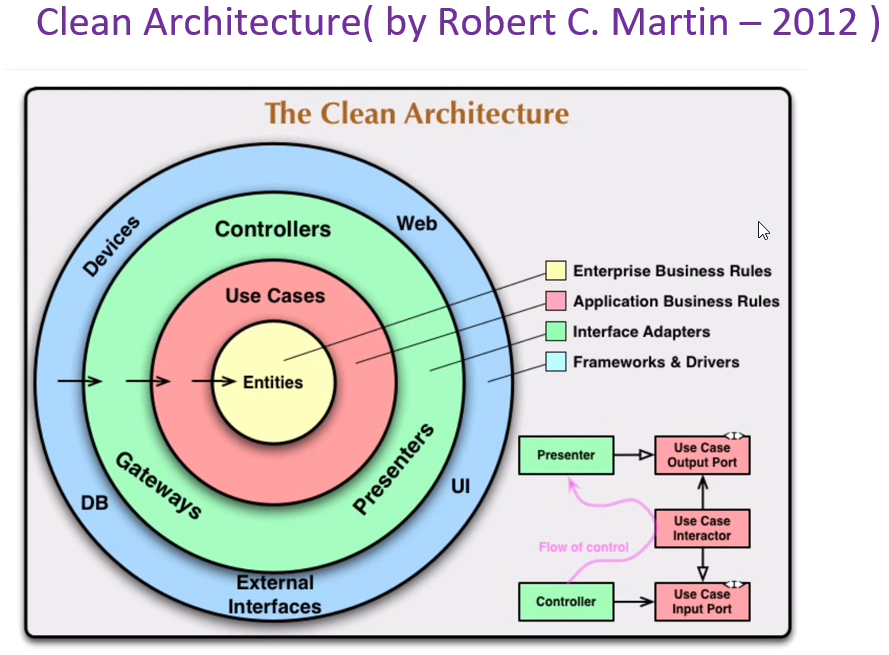 Clean Architecture( by Robert C. Martin – 2012 )
The Clean Architecture
Devices
Web
Controllers
Use Cases
Entities
Gateways
Presenters
DB
UI
External
Interfaces
Enterprise Business Rules
Application Business Rules
Interface Adapters
Frameworks & Drivers
Presenter
<I>
Use Case
Output Port
Use Case
Interactor
Flow of control
Controller
<I>
Use Case
Input Port